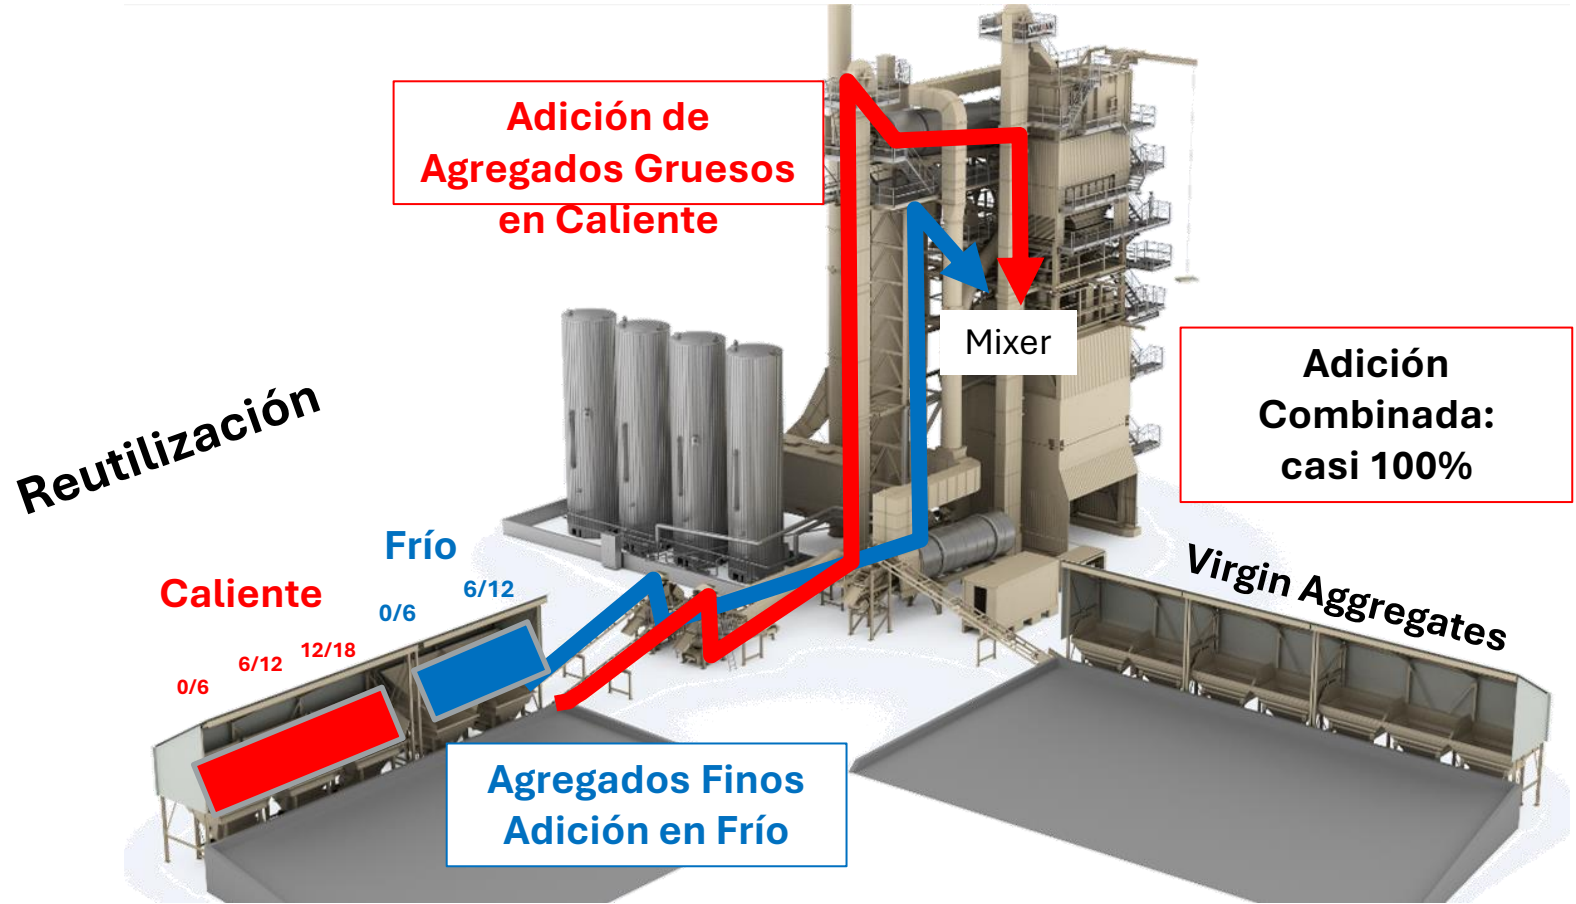 Adición de
Agregados Gruesos
en Caliente
Mixer
Adición
Combinada:
casi 100%
Reutilización
Frío
6/12
0/6
Caliente
12/18
6/12
0/6
Virgin Aggregates
Agregados Finos
Adición en Frío